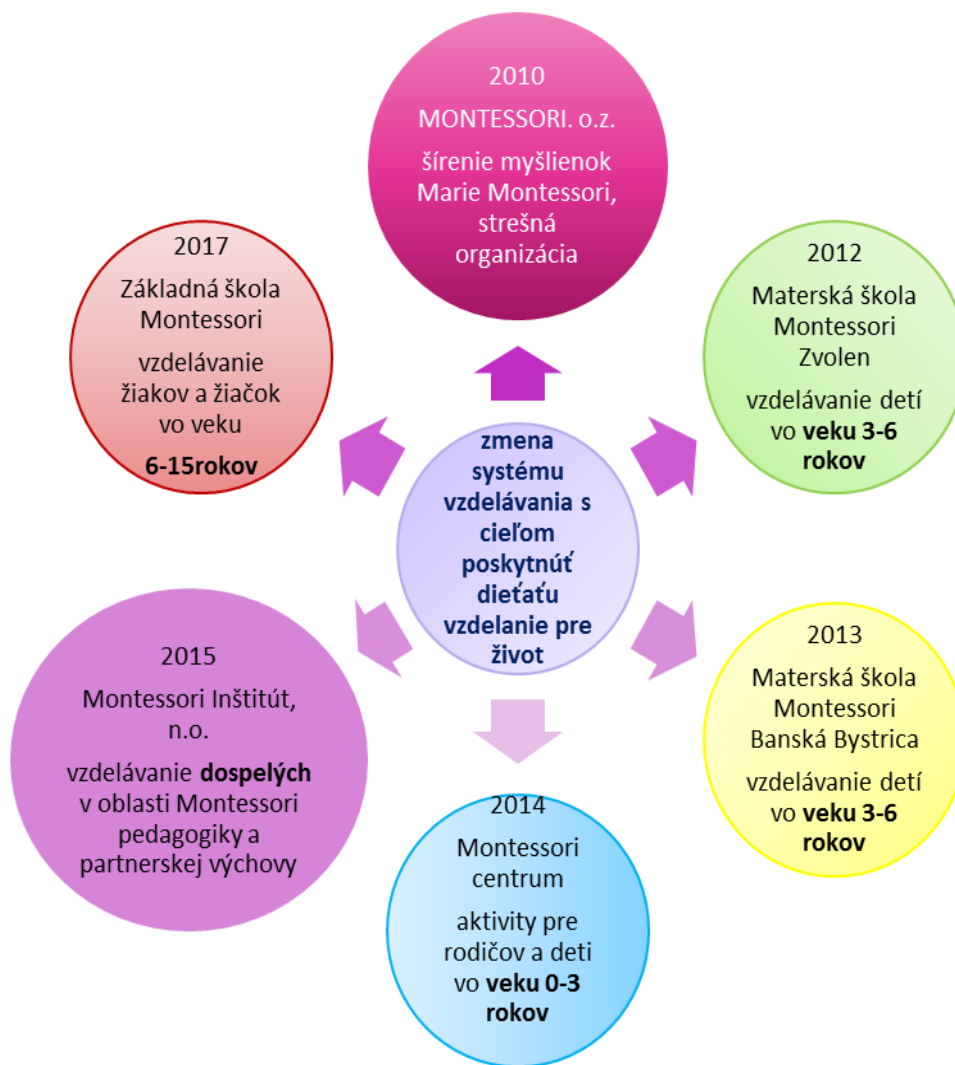 2010
MONTESSORI. o.z.
šírenie myšlienok
Marie Montessori,
strešná
organizácia
2012
Materská škola
Montessori
Zvolen
vzdelávanie detí
vo veku 3-6
rokov
2013
Materská škola
Montessori
Banská Bystrica
vzdelávanie detí
vo veku 3-6
rokov
2014
Montessori
centrum
aktivity pre
rodičov a deti
vo veku 0-3
rokov
2015
Montessori Inštitút,
n.o.
vzdelávanie dospelých
v oblasti Montessori
pedagogiky a
partnerskej výchovy
2017
Základná škola
Montessori
vzdelávanie
žiakov a žiačok
vo veku
6-15rokov
zmena
systému
vzdelávania s
cieľom
poskytnúť
dieťaťu
vzdelanie pre
život